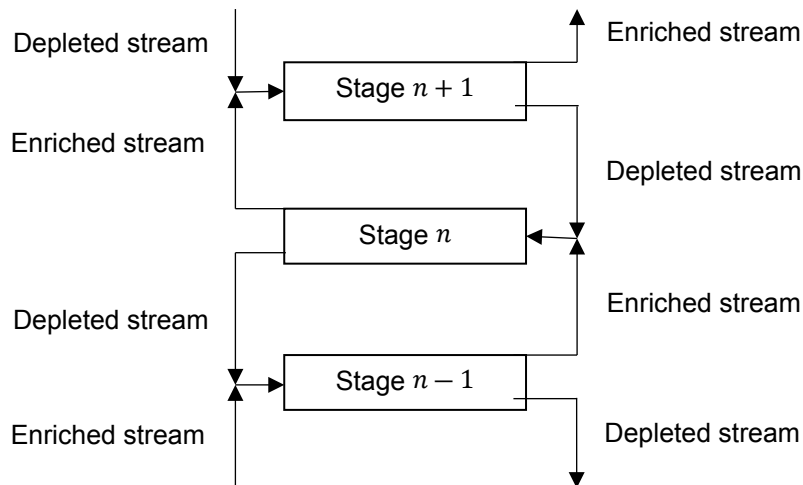 Depleted stream
Enriched stream
Stage n + 1
Enriched stream
Depleted stream
Stage n
Depleted stream
Enriched stream
Stage n − 1
Enriched stream
Depleted stream